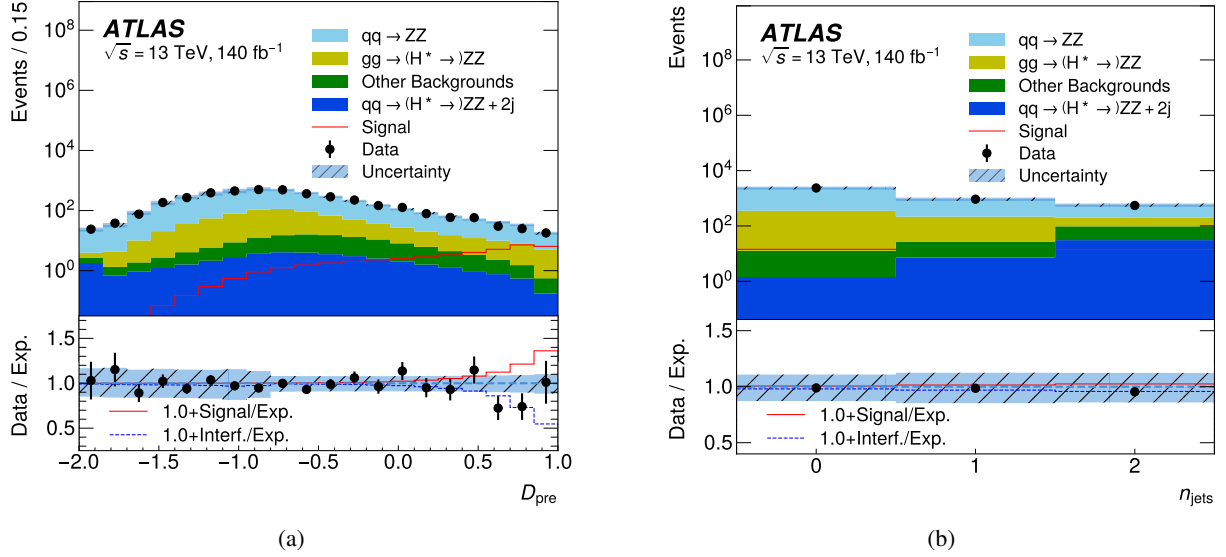 ATLAS
√s = 13 TeV, 140 fb⁻¹
qq → ZZ
gg → (H* →)ZZ
Other Backgrounds
qq → (H* →)ZZ + 2j
Signal
Data
Uncertainty
Events / 0.15
10⁸
10⁶
10⁴
10²
10⁰
Data / Exp.
1.5
1.0
0.5
1.0+Signal/Exp.
1.0+Interf./Exp.
−2.0 −1.5 −1.0 −0.5 0.0 0.5 1.0
D_pre
(a)
ATLAS
√s = 13 TeV, 140 fb⁻¹
qq → ZZ
gg → (H* →)ZZ
Other Backgrounds
qq → (H* →)ZZ + 2j
Signal
Data
Uncertainty
Events
10⁸
10⁶
10⁴
10²
10⁰
Data / Exp.
1.5
1.0
0.5
1.0+Signal/Exp.
1.0+Interf./Exp.
0 1 2
n_jets
(b)